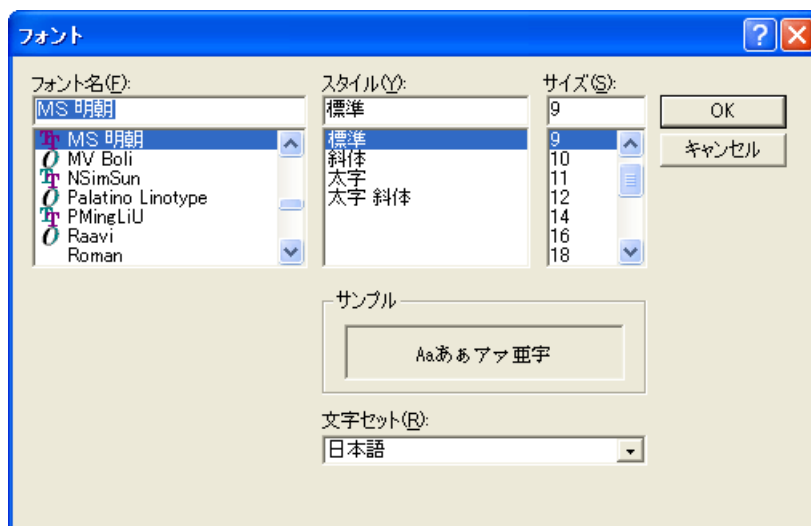 フォント
フォント名(F):
MS 明朝
MS 明朝
MV Boli
NSimSun
Palatino Linotype
PMingLiU
Raavi
Roman
スタイル(Y):
標準
標準
斜体
太字
太字 斜体
サイズ(S):
9
9
10
11
12
14
16
18
OK
キャンセル
サンプル
Aaあぁアァ亜宇
文字セット(R):
日本語